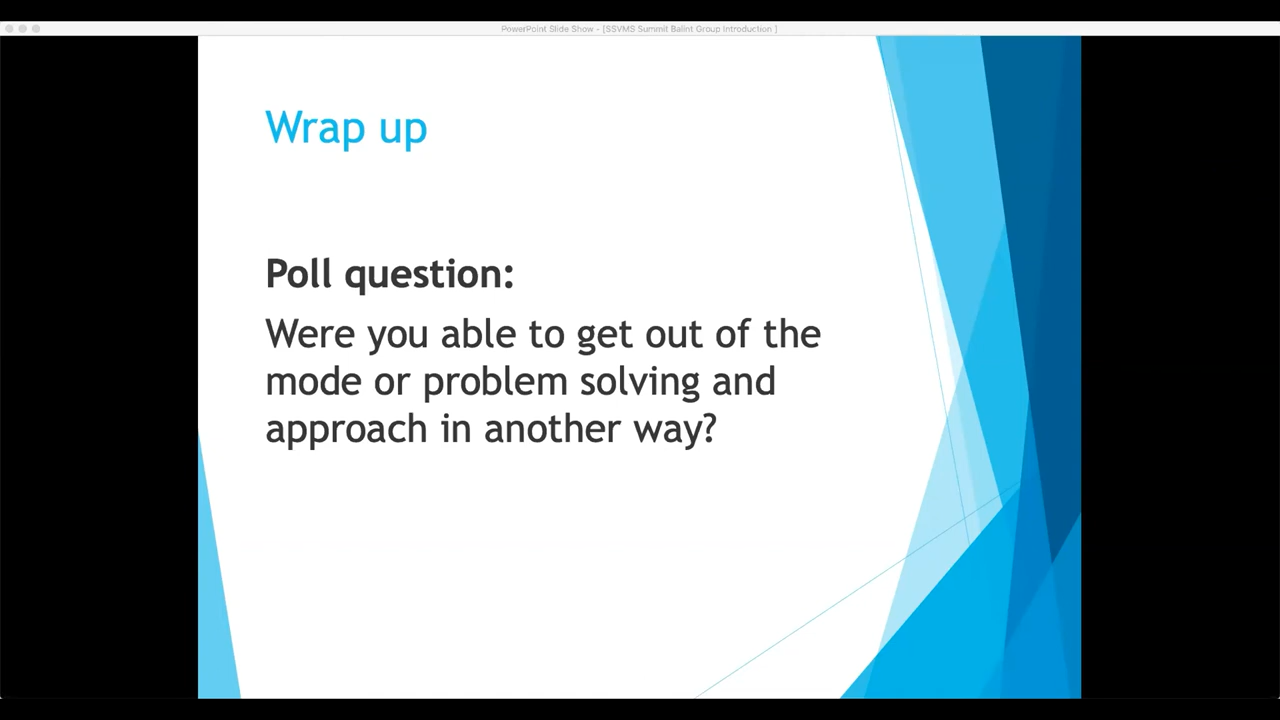 PowerPoint Slide Show - [SSVMS Summit Balint Group Introduction ]
Wrap up
Poll question:
Were you able to get out of the
mode or problem solving and
approach in another way?